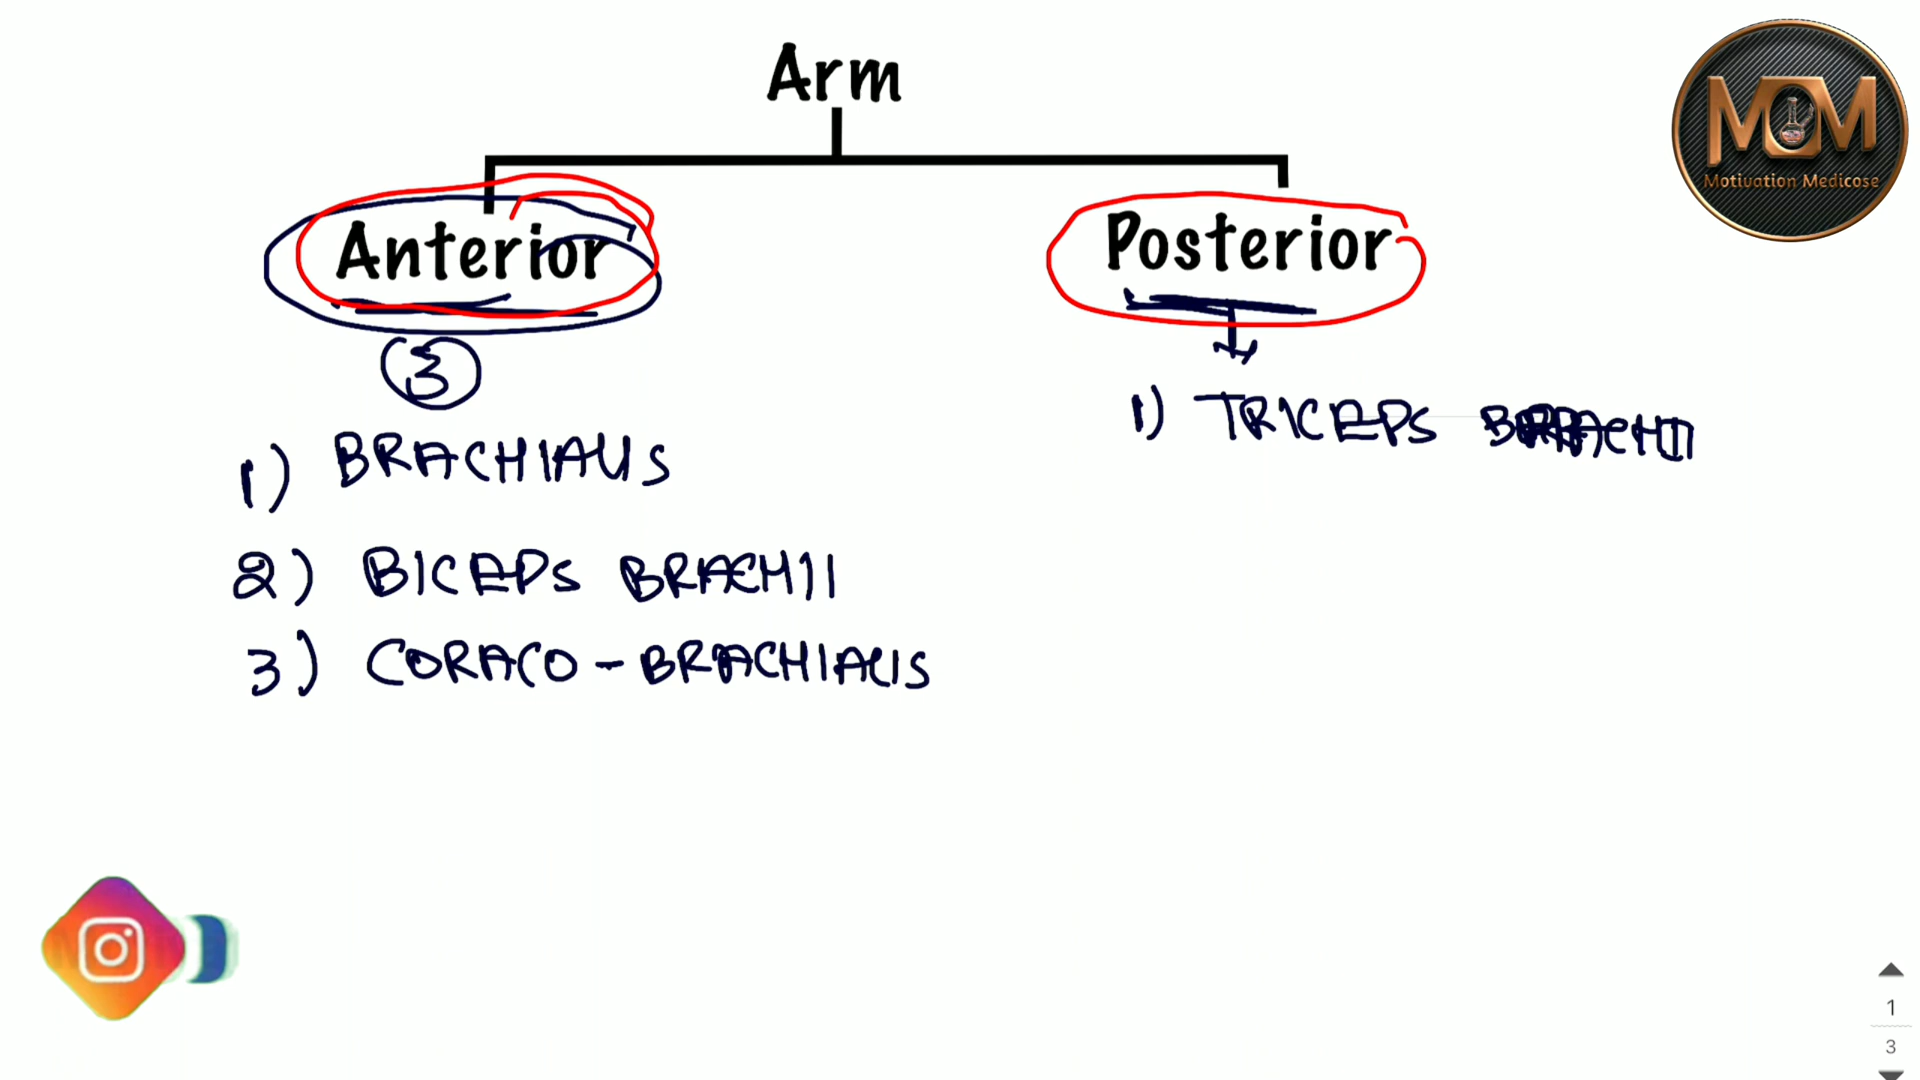 Arm
MOM
Motivation Medicose
Anterior
Posterior
3
1) BRACHIALIS
2) BICEPS BRACHII
3) CORACO-BRACHIALIS
1) TRICEPS BRACHII
1
3